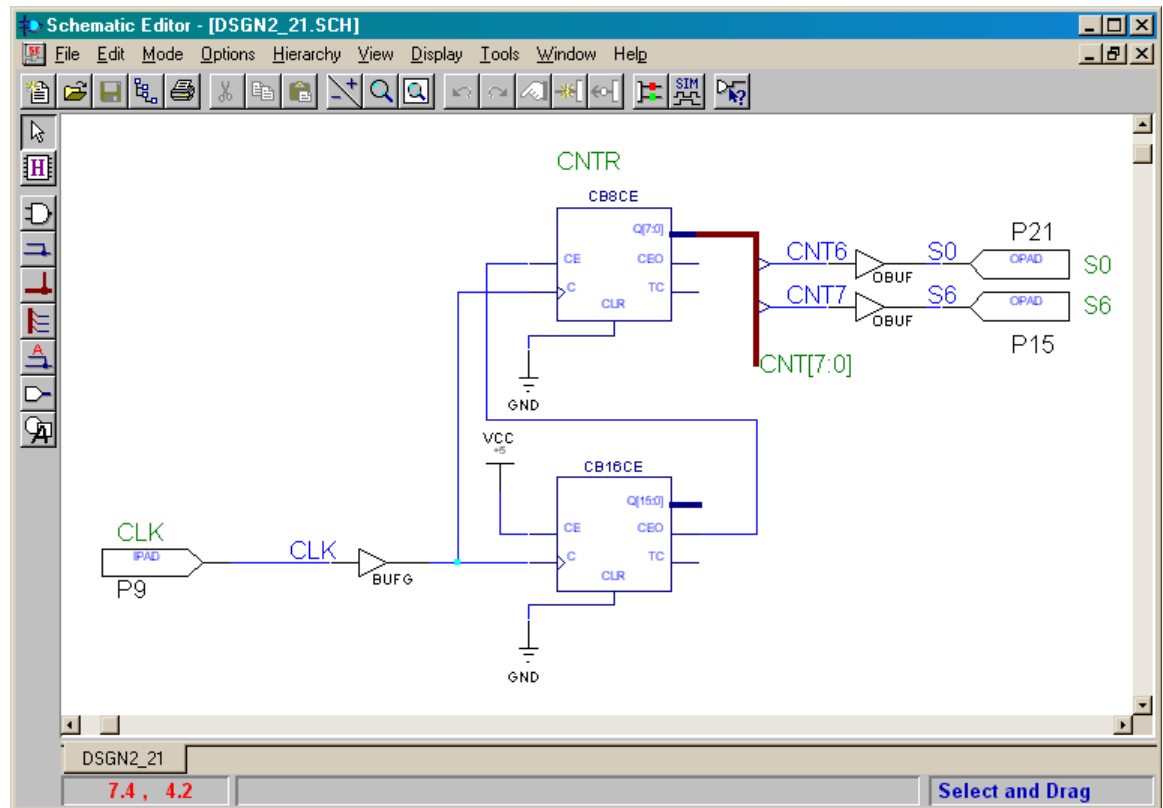 Schematic Editor - [DSGN2_21.SCH]
File Edit Mode Options Hierarchy View Display Tools Window Help
SIM
H
A
A
CNTR
CB8CE
Q[7:0]
CE CEO
C TC
CLR
GND
CNT6 OBUF S0 OPAD P21 S0
CNT7 OBUF S6 OPAD P15 S6
CNT[7:0]
VCC
+5
CB16CE
Q[15:0]
CE CEO
C TC
CLR
GND
CLK
IPAD
P9
CLK
BUFG
DSGN2_21
7.4 , 4.2 Select and Drag